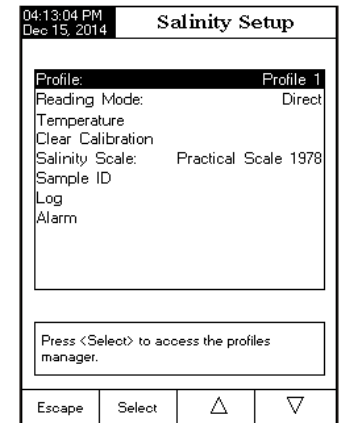 04:13:04 PM
Dec 15, 2014
Salinity Setup
Profile: Profile 1
Reading Mode: Direct
Temperature
Clear Calibration
Salinity Scale: Practical Scale 1978
Sample ID
Log
Alarm
Press <Select> to access the profiles
manager.
Escape Select △ ▽